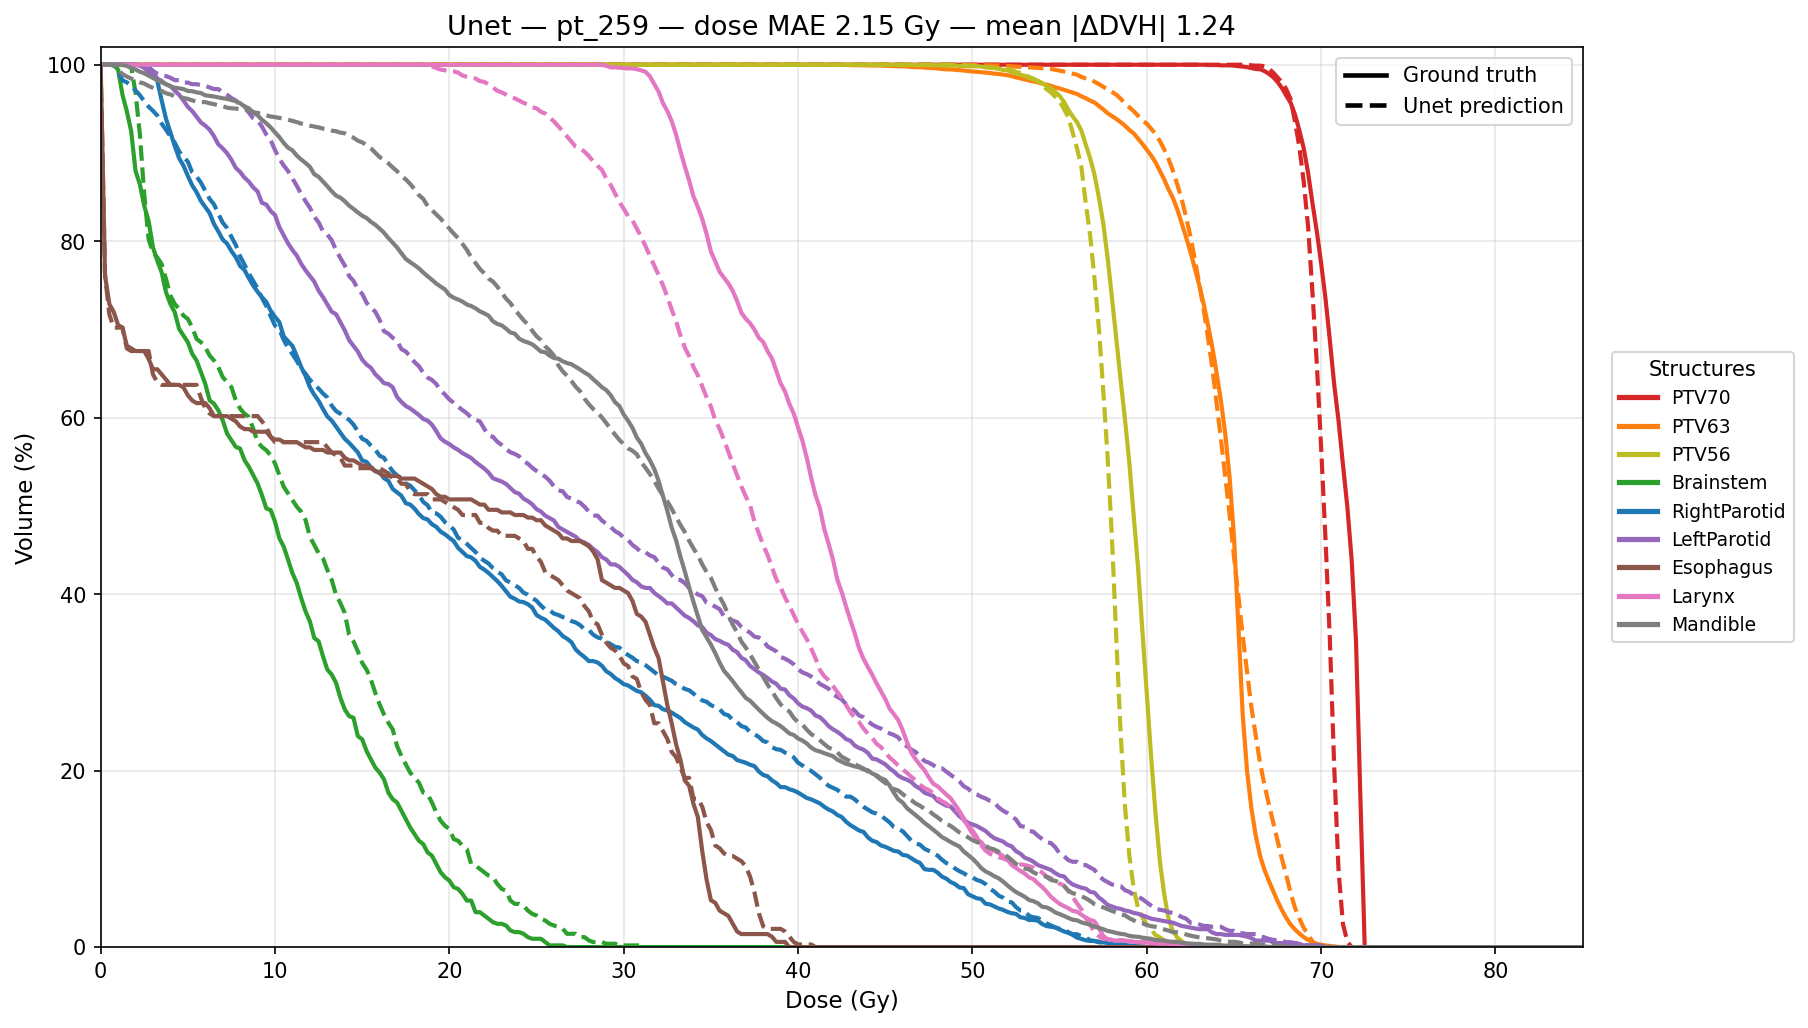 Unet — pt_259 — dose MAE 2.15 Gy — mean |ΔDVH| 1.24
Ground truth
Unet prediction
Volume (%)
100
80
60
40
20
0
0 10 20 30 40 50 60 70 80
Dose (Gy)
Structures
PTV70
PTV63
PTV56
Brainstem
RightParotid
LeftParotid
Esophagus
Larynx
Mandible